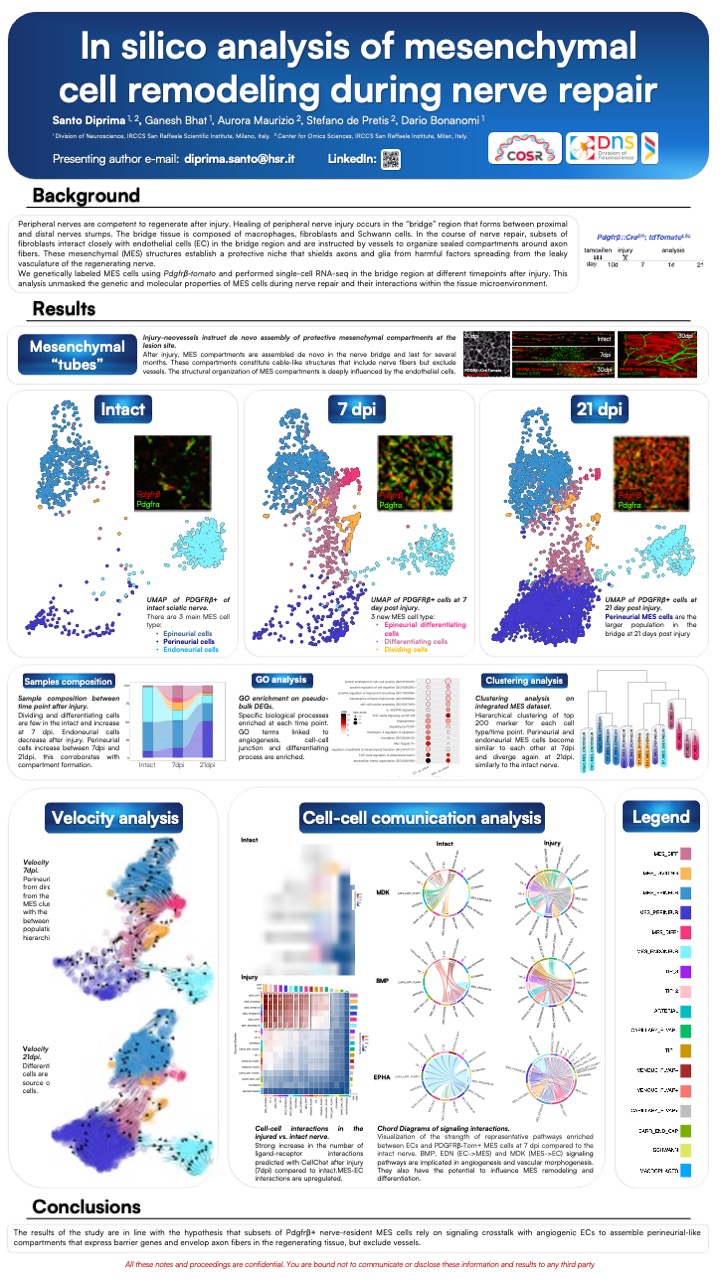 In silico analysis of mesenchymal
cell remodeling during nerve repair
Santo Diprima 1, 2, Ganesh Bhat 1, Aurora Maurizio 2, Stefano de Pretis 2, Dario Bonanomi 1
1 Division of Neuroscience, IRCCS San Raffaele Scientific Institute, Milano, Italy. 2 Center for Omics Sciences, IRCCS San Raffaele Institute, Milan, Italy.
Presenting author e-mail: diprima.santo@hsr.it LinkedIn:
COSR
DNS
Division of
Neuroscience
Background
Peripheral nerves are competent to regenerate after injury. Healing of peripheral nerve injury occurs in the "bridge" region that forms between proximal
and distal nerves stumps. The bridge tissue is composed of macrophages, fibroblasts and Schwann cells. In the course of nerve repair, subsets of
fibroblasts interact closely with endothelial cells (EC) in the bridge region and are instructed by vessels to organize sealed compartments around axon
fibers. These mesenchymal (MES) structures establish a protective niche that shields axons and glia from harmful factors spreading from the leaky
vasculature of the regenerating nerve.
We genetically labeled MES cells using Pdgfrβ-tomato and performed single-cell RNA-seq in the bridge region at different timepoints after injury. This
analysis unmasked the genetic and molecular properties of MES cells during nerve repair and their interactions within the tissue microenvironment.
tamoxifen injury analysis
day 10d 7 14 21
Results
Mesenchymal
"tubes"
Injury-neovessels instruct de novo assembly of protective mesenchymal compartments at the
lesion site.
After injury, MES compartments are assembled de novo in the nerve bridge and last for several
months. These compartments constitute cable-like structures that include nerve fibers but exclude
vessels. The structural organization of MES compartments is deeply influenced by the endothelial cells.
30dpi
Intact
7dpi
30dpi
30dpi
Intact
Pdgfrβ
Pdgfrα
UMAP of PDGFRβ+ of
intact sciatic nerve.
There are 3 main MES cell
type:
• Epineurial cells
• Perineurial cells
• Endoneurial cells
7 dpi
Pdgfrβ
Pdgfrα
UMAP of PDGFRβ+ cells at 7
day post injury.
3 new MES cell type:
• Epineurial differentiating
cells
• Differentiating cells
• Dividing cells
21 dpi
Pdgfrβ
Pdgfrα
UMAP of PDGFRβ+ cells at
21 day post injury.
Perineurial MES cells are the
larger population in the
bridge at 21 days post injury
Samples composition
Sample composition between
time point after injury.
Dividing and differentiating cells
are few in the intact and increase
at 7 dpi. Endoneurial cells
decrease after injury. Perineurial
cells increase between 7dpi and
21dpi, this corroborates with
compartment formation.
Intact 7dpi 21dpi
GO analysis
GO enrichment on pseudo-
bulk DEGs.
Specific biological processes
enriched at each time point.
GO terms linked to
angiogenesis, cell-cell
junction and differentiating
process are enriched.
Clustering analysis
Clustering analysis on
integrated MES dataset.
Hierarchical clustering of top
200 marker for each cell
type/time point. Perineurial and
endoneurial MES cells become
similar to each other at 7dpi
and diverge again at 21dpi,
similarly to the intact nerve.
Velocity analysis
Velocity
7dpi.
Perineuri
from dire
from the
MES clus
with the
between
populatic
hierarchi
Velocity
21dpi.
Differenti
cells are
source o
cells.
Cell-cell comunication analysis
Intact
Injury
Cell-cell interactions in the
injured vs. intact nerve.
Strong increase in the number of
ligand-receptor interactions
predicted with CellChat after injury
(7dpi) compared to intact.MES-EC
interactions are upregulated.
Intact Injury
MDK
BMP
EPHA
Chord Diagrams of signaling interactions.
Visualization of the strength of representative pathways enriched
between ECs and PDGFRβ-Tom+ MES cells at 7 dpi compared to the
intact nerve. BMP, EDN (EC->MES) and MDK (MES->EC) signaling
pathways are implicated in angiogenesis and vascular morphogenesis.
They also have the potential to influence MES remodeling and
differentiation.
Legend
MES_DIFF
ARTERIAL
SCHWANN
Conclusions
The results of the study are in line with the hypothesis that subsets of Pdgfrβ+ nerve-resident MES cells rely on signaling crosstalk with angiogenic ECs to assemble perineurial-like
compartments that express barrier genes and envelop axon fibers in the regenerating tissue, but exclude vessels.
All these notes and proceedings are confidential. You are bound not to communicate or disclose these information and results to any third party